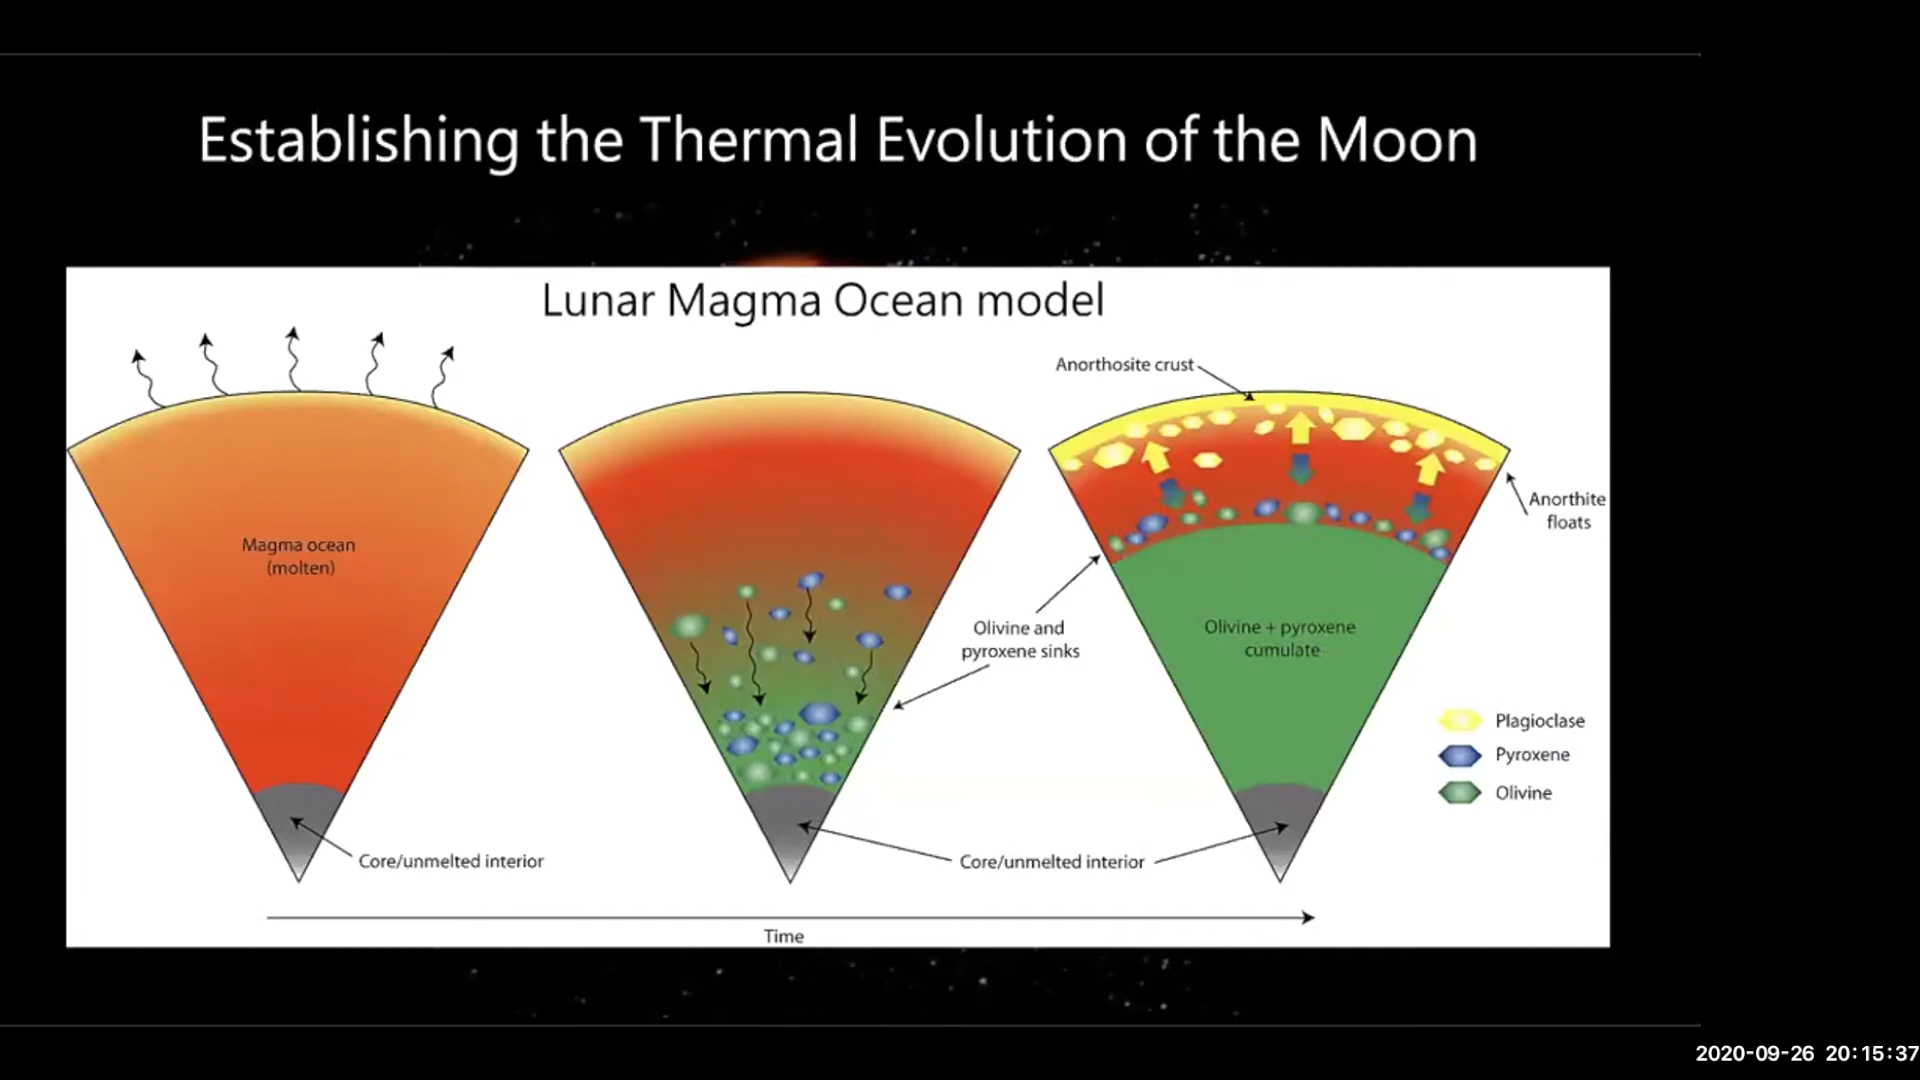 Establishing the Thermal Evolution of the Moon
Lunar Magma Ocean model
Magma ocean
(molten)
Core/unmelted interior
Olivine and
pyroxene sinks
Core/unmelted interior
Anorthosite crust
Anorthite
floats
Olivine + pyroxene
cumulate
Plagioclase
Pyroxene
Olivine
Time
2020-09-26 20:15:37